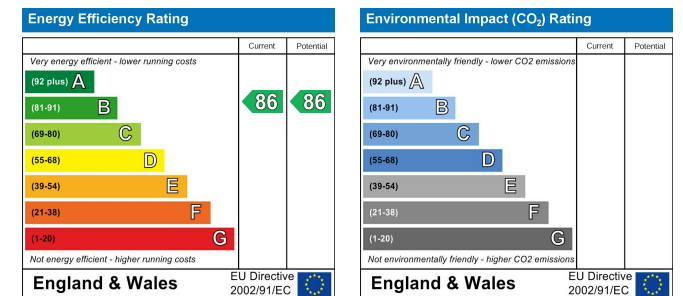 Energy Efficiency Rating
Current Potential
Very energy efficient - lower running costs
(92 plus) A
(81-91) B 86 86
(69-80) C
(55-68) D
(39-54) E
(21-38) F
(1-20) G
Not energy efficient - higher running costs
England & Wales
EU Directive
2002/91/EC
Environmental Impact (CO₂) Rating
Current Potential
Very environmentally friendly - lower CO2 emissions
(92 plus) A
(81-91) B
(69-80) C
(55-68) D
(39-54) E
(21-38) F
(1-20) G
Not environmentally friendly - higher CO2 emissions
England & Wales
EU Directive
2002/91/EC